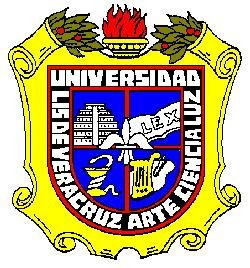 UNIVERSIDAD
LIS DE VERACRUZ ARTE CIENCIA LUZ
LEX